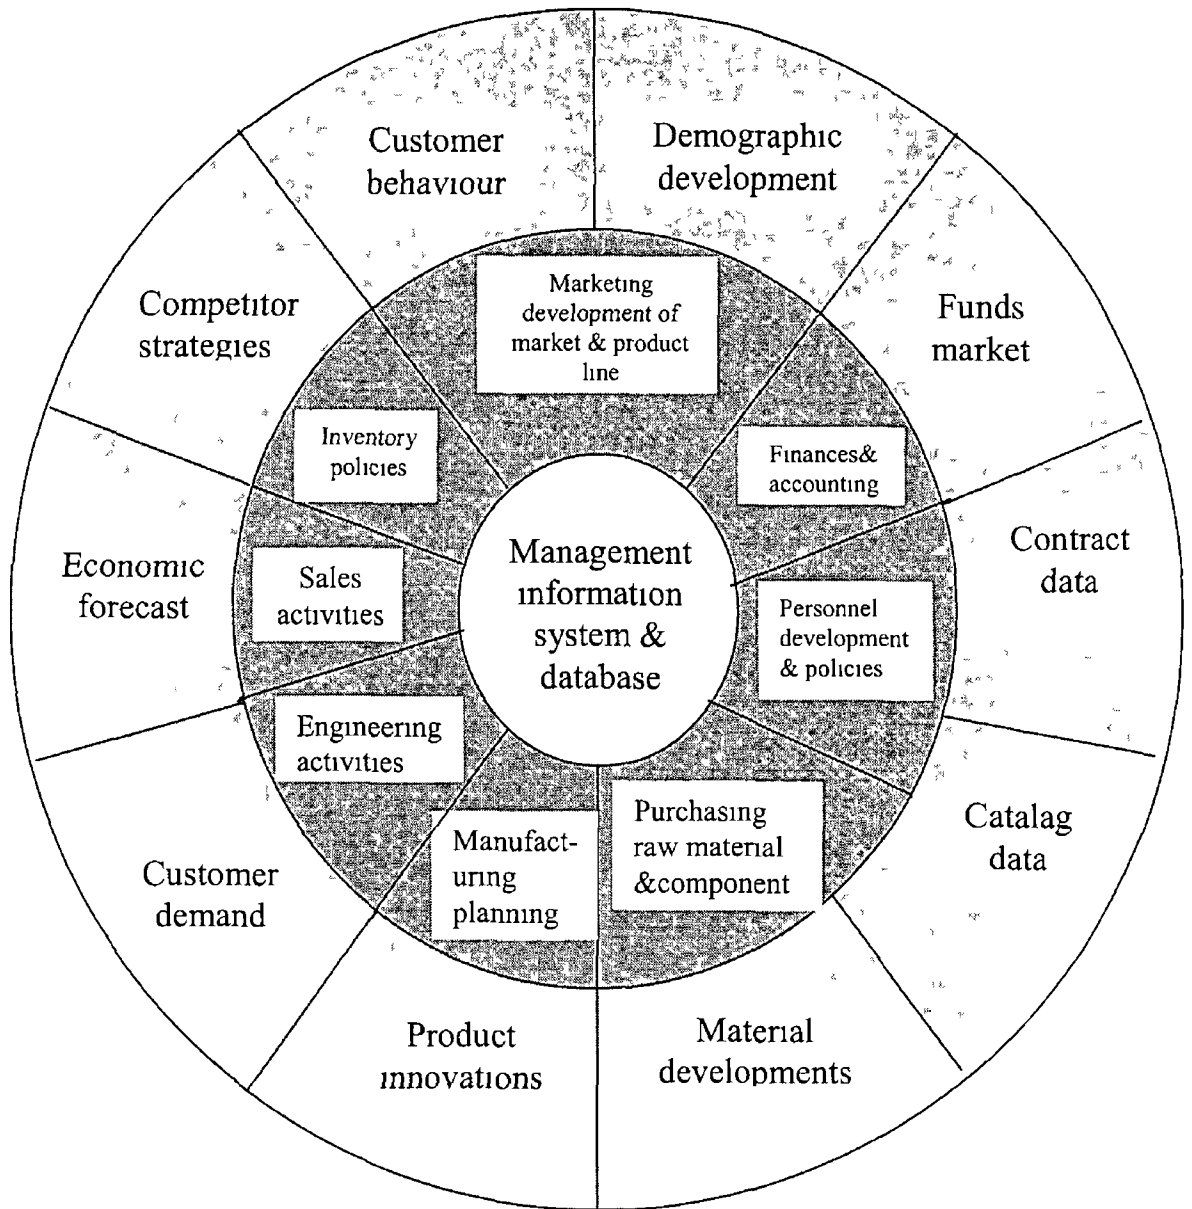 Customer
behaviour
Demographic
development
Funds
market
Contract
data
Catalag
data
Material
developments
Product
innovations
Customer
demand
Economic
forecast
Competitor
strategies
Marketing
development of
market & product
line
Finances&
accounting
Personnel
development
& policies
Purchasing
raw material
&component
Manufact-
uring
planning
Engineering
activities
Sales
activities
Inventory
policies
Management
information
system &
database